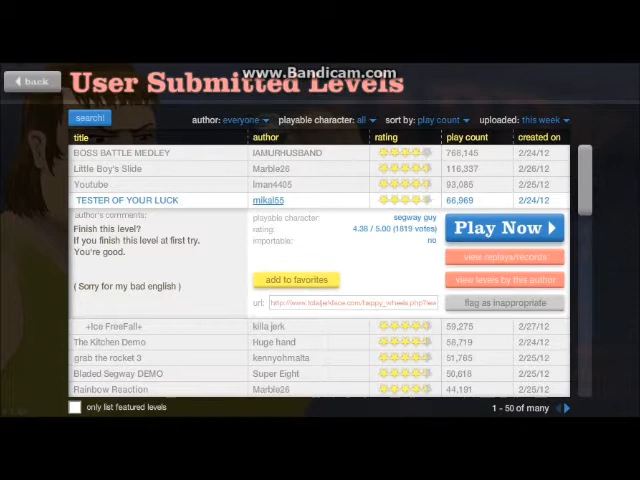 www.Bandicam.com
back
User Submitted Levels
search!
author: everyone playable character: all sort by: play count uploaded: this week
title author rating play count created on
BOSS BATTLE MEDLEY IAMURHUSBAND 766,145 2/24/12
Little Boy's Slide Marble26 116,337 2/26/12
Youtube lman4405 93,085 2/25/12
TESTER OF YOUR LUCK mikal55 66,969 2/24/12
author's comments:
Finish this level?
If you finish this level at first try.
You're good.
( Sorry for my bad english )
playable character: segway guy
rating: 4.38 / 5.00 (1619 votes)
importable: no
add to favorites
url: http://www.totaljerkface.com/happy_wheels.php?lev
Play Now
view replays/records
view levels by this author
flag as inappropriate
+Ice FreeFall+ killa jerk 59,275 2/27/12
The Kitchen Demo Huge hand 58,719 2/24/12
grab the rocket 3 kennyohmalta 51,765 2/25/12
Bladed Segway DEMO Super Eight 50,618 2/25/12
Rainbow Reaction Marble26 44,191 2/25/12
only list featured levels
1 - 50 of many